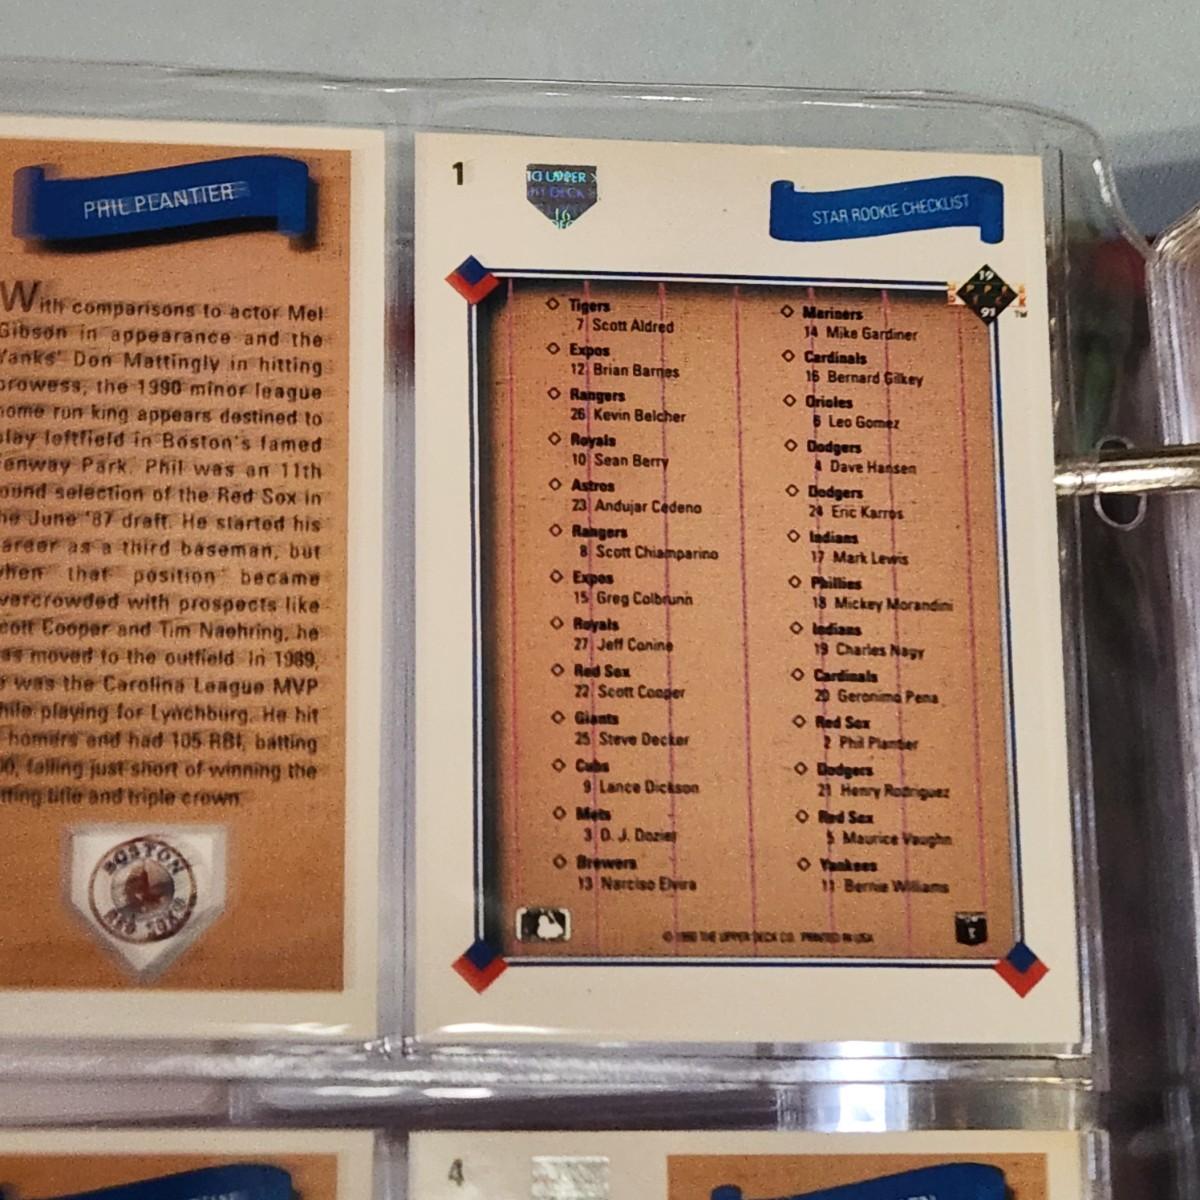 PHIL PLANTIER
With comparisons to actor Mel
Gibson in appearance and the
Yanks' Don Mattingly in hitting
prowess, the 1990 minor league
home run king appears destined to
play leftfield in Boston's famed
Fenway Park. Phil was an 11th
round selection of the Red Sox in
the June '87 draft. He started his
career as a third baseman, but
when that position became
overcrowded with prospects like
Scott Cooper and Tim Naehring, he
was moved to the outfield. In 1989,
was the Carolina League MVP
while playing for Lynchburg. He hit
homers and had 105 RBI, batting
falling just short of winning the
title and triple crown.
BOSTON
RED SOX
1
UPPER
DECK
STAR ROOKIE CHECKLIST
19
UPPER
DECK
91
TM
Tigers
7 Scott Aldred
Expos
12 Brian Barnes
Rangers
26 Kevin Belcher
Royals
10 Sean Berry
Astros
23 Andujar Cedeno
Rangers
8 Scott Chiamparino
Expos
15 Greg Colbrunn
Royals
27 Jeff Conine
Red Sox
22 Scott Cooper
Giants
25 Steve Decker
Cubs
9 Lance Dickson
Mets
3 D. J. Dozier
Brewers
13 Narciso Elvira
Mariners
14 Mike Gardiner
Cardinals
16 Bernard Gilkey
Orioles
6 Leo Gomez
Dodgers
4 Dave Hansen
Dodgers
24 Eric Karros
Indians
17 Mark Lewis
Phillies
18 Mickey Morandini
Indians
19 Charles Nagy
Cardinals
20 Geronimo Pena
Red Sox
2 Phil Plantier
Dodgers
21 Henry Rodriguez
Red Sox
5 Maurice Vaughn
Yankees
11 Bernie Williams
© 1990 THE UPPER DECK CO. PRINTED IN USA
4